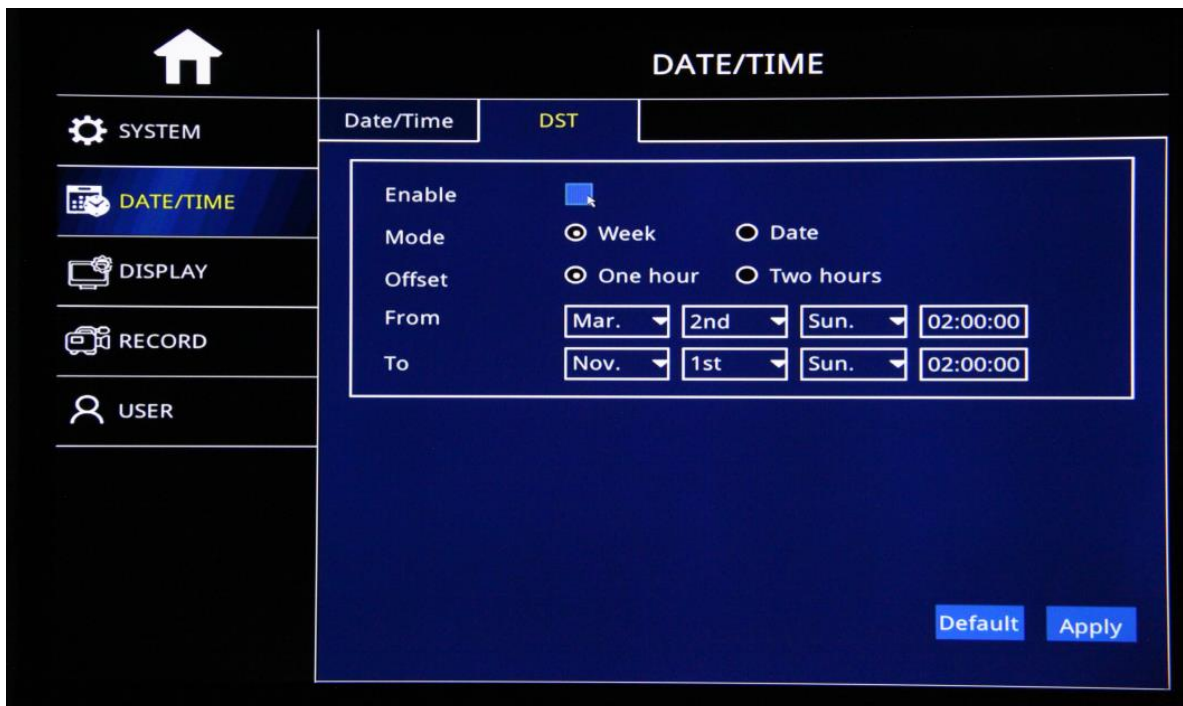 DATE/TIME
SYSTEM
DATE/TIME
DISPLAY
RECORD
USER
Date/Time DST
Enable
Mode Week Date
Offset One hour Two hours
From Mar. 2nd Sun. 02:00:00
To Nov. 1st Sun. 02:00:00
Default Apply